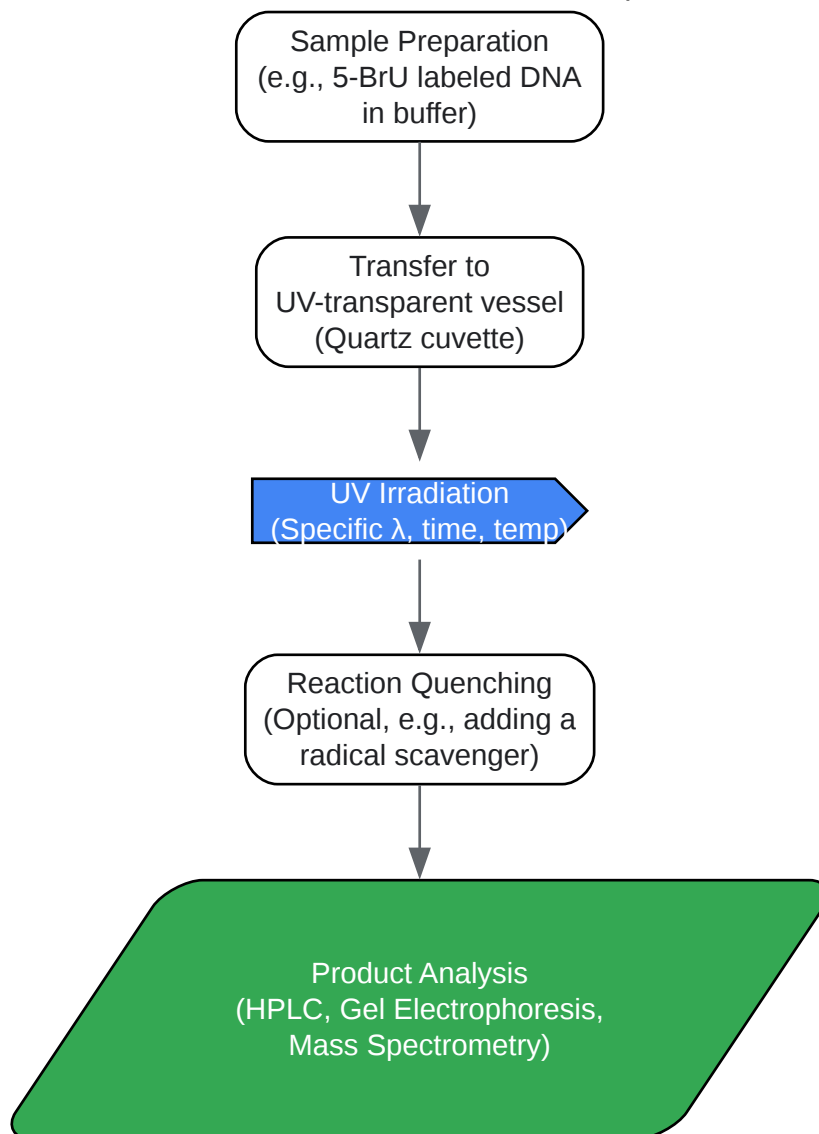 Sample Preparation
(e.g., 5-BrU labeled DNA
in buffer)
Transfer to
UV-transparent vessel
(Quartz cuvette)
UV Irradiation
(Specific λ, time, temp)
Reaction Quenching
(Optional, e.g., adding a
radical scavenger)
Product Analysis
(HPLC, Gel Electrophoresis,
Mass Spectrometry)